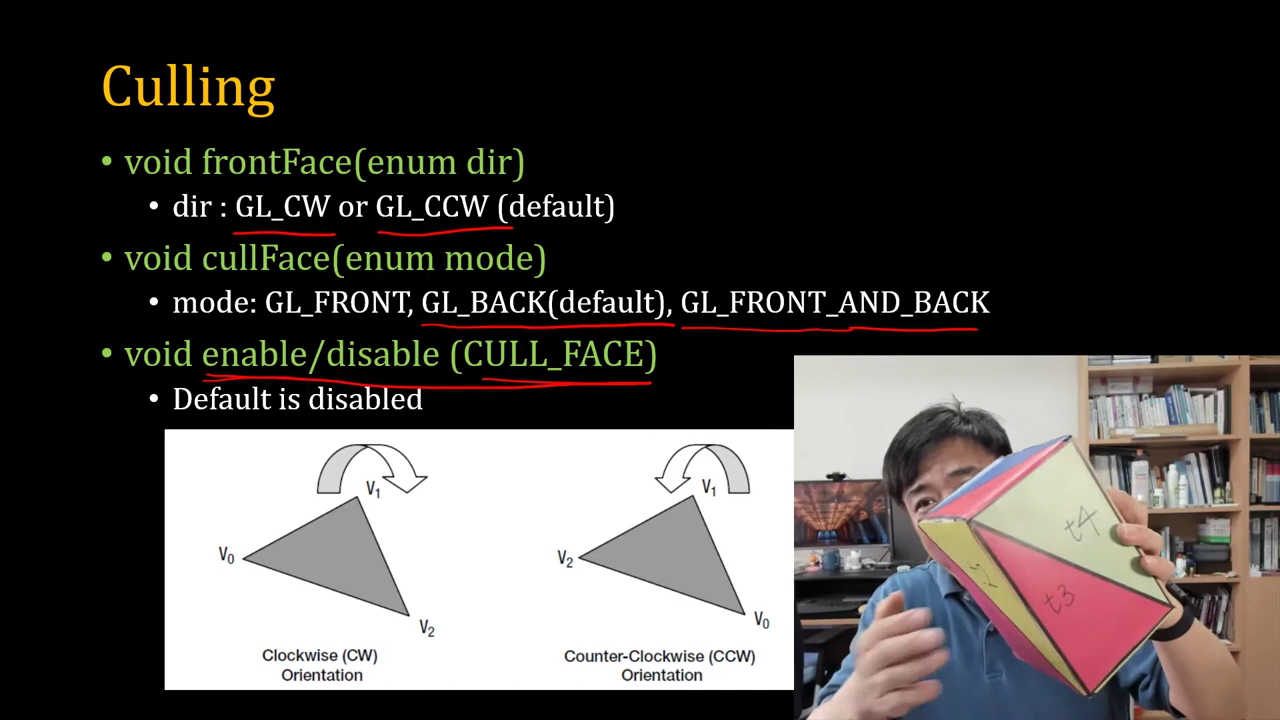 Culling
• void frontFace(enum dir)
• dir : GL_CW or GL_CCW (default)
• void cullFace(enum mode)
• mode: GL_FRONT, GL_BACK(default), GL_FRONT_AND_BACK
• void enable/disable (CULL_FACE)
• Default is disabled
V1
V0
V2
Clockwise (CW)
Orientation
V1
V2
V0
Counter-Clockwise (CCW)
Orientation
t4
t3